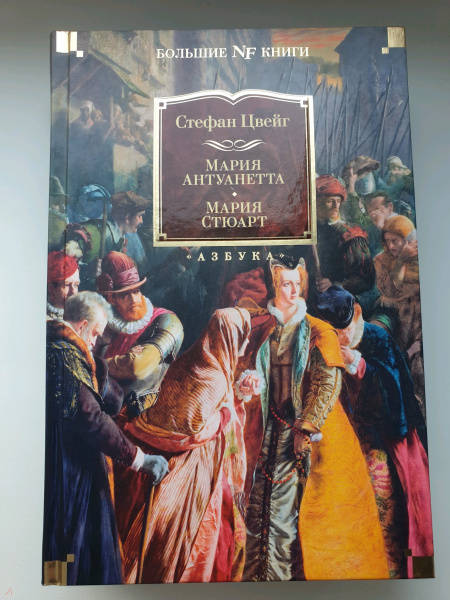 БОЛЬШИЕ NF КНИГИ
Стефан Цвейг
МАРИЯ
АНТУАНЕТТА
•
МАРИЯ
СТЮАРТ
«АЗБУКА»